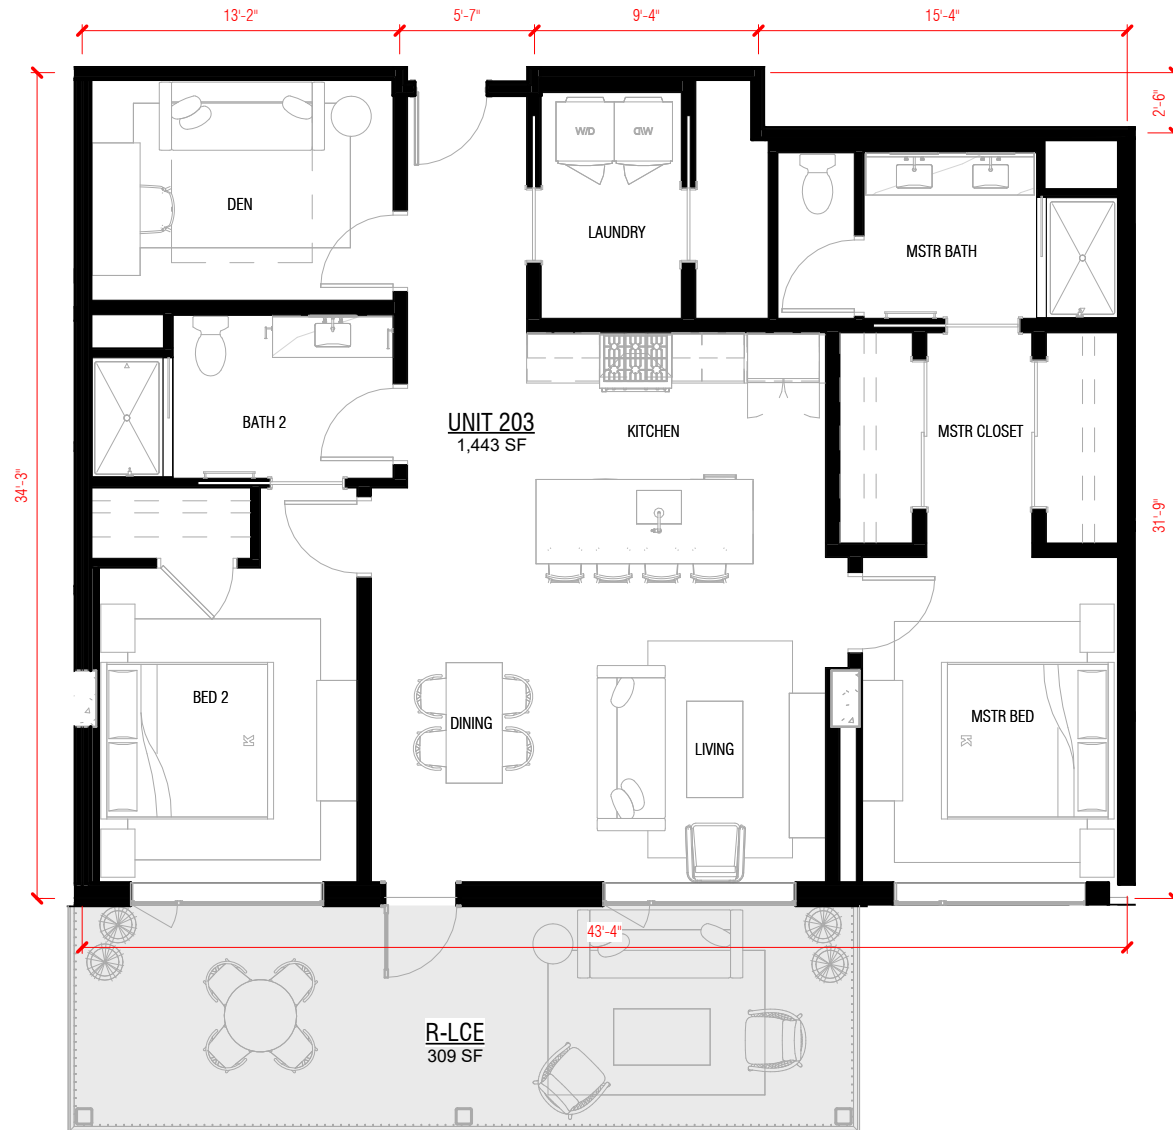 13'-2"
5'-7"
9'-4"
15'-4"
2'-6"
W/D
W/D
DEN
LAUNDRY
MSTR BATH
BATH 2
UNIT 203
1,443 SF
KITCHEN
MSTR CLOSET
34'-3"
31'-9"
BED 2
K
DINING
LIVING
MSTR BED
K
43'-4"
R-LCE
309 SF